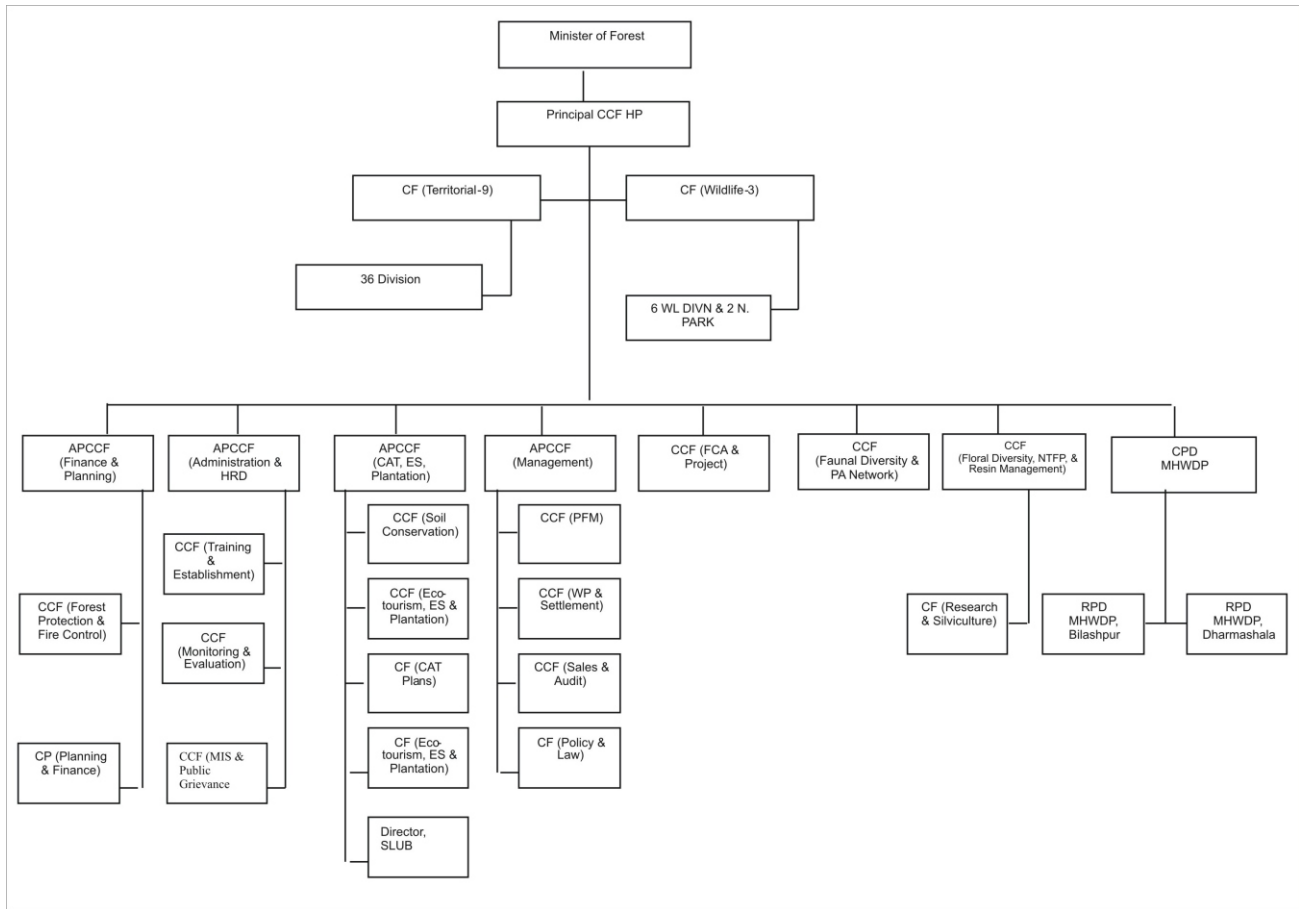 Minister of Forest
Principal CCF HP
CF (Territorial-9)
CF (Wildlife-3)
36 Division
6 WL DIVN & 2 N.
PARK
APCCF
(Finance &
Planning)
APCCF
(Administration &
HRD
APCCF
(CAT, ES,
Plantation)
APCCF
(Management)
CCF (FCA &
Project)
CCF
(Faunal Diversity &
PA Network)
CCF
(Floral Diversity, NTFP, &
Resin Management)
CPD
MHWDP
CCF (Forest
Protection &
Fire Control)
CP (Planning
& Finance)
CCF (Training
&
Establishment)
CCF
(Monitoring &
Evaluation)
CCF (MIS &
Public
Grievance
CCF (Soil
Conservation)
CCF (Eco-
tourism, ES &
Plantation)
CF (CAT
Plans)
CF (Eco-
tourism, ES &
Plantation)
Director,
SLUB
CCF (PFM)
CCF (WP &
Settlement)
CCF (Sales &
Audit)
CF (Policy &
Law)
CF (Research
& Silviculture)
RPD
MHWDP,
Bilashpur
RPD
MHWDP,
Dharmashala